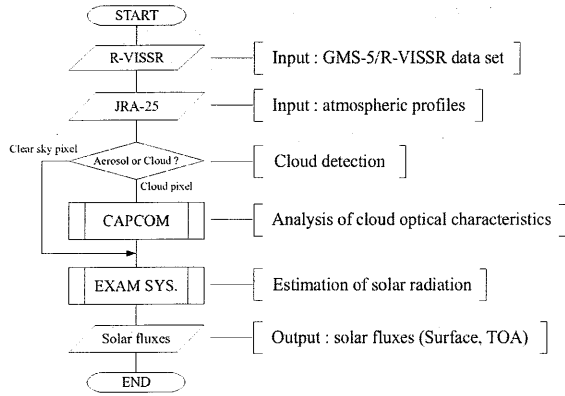 START
R-VISSR
Input : GMS-5/R-VISSR data set
JRA-25
Input : atmospheric profiles
Clear sky pixel
Aerosol or Cloud ?
Cloud detection
Cloud pixel
CAPCOM
Analysis of cloud optical characteristics
EXAM SYS.
Estimation of solar radiation
Solar fluxes
Output : solar fluxes (Surface, TOA)
END